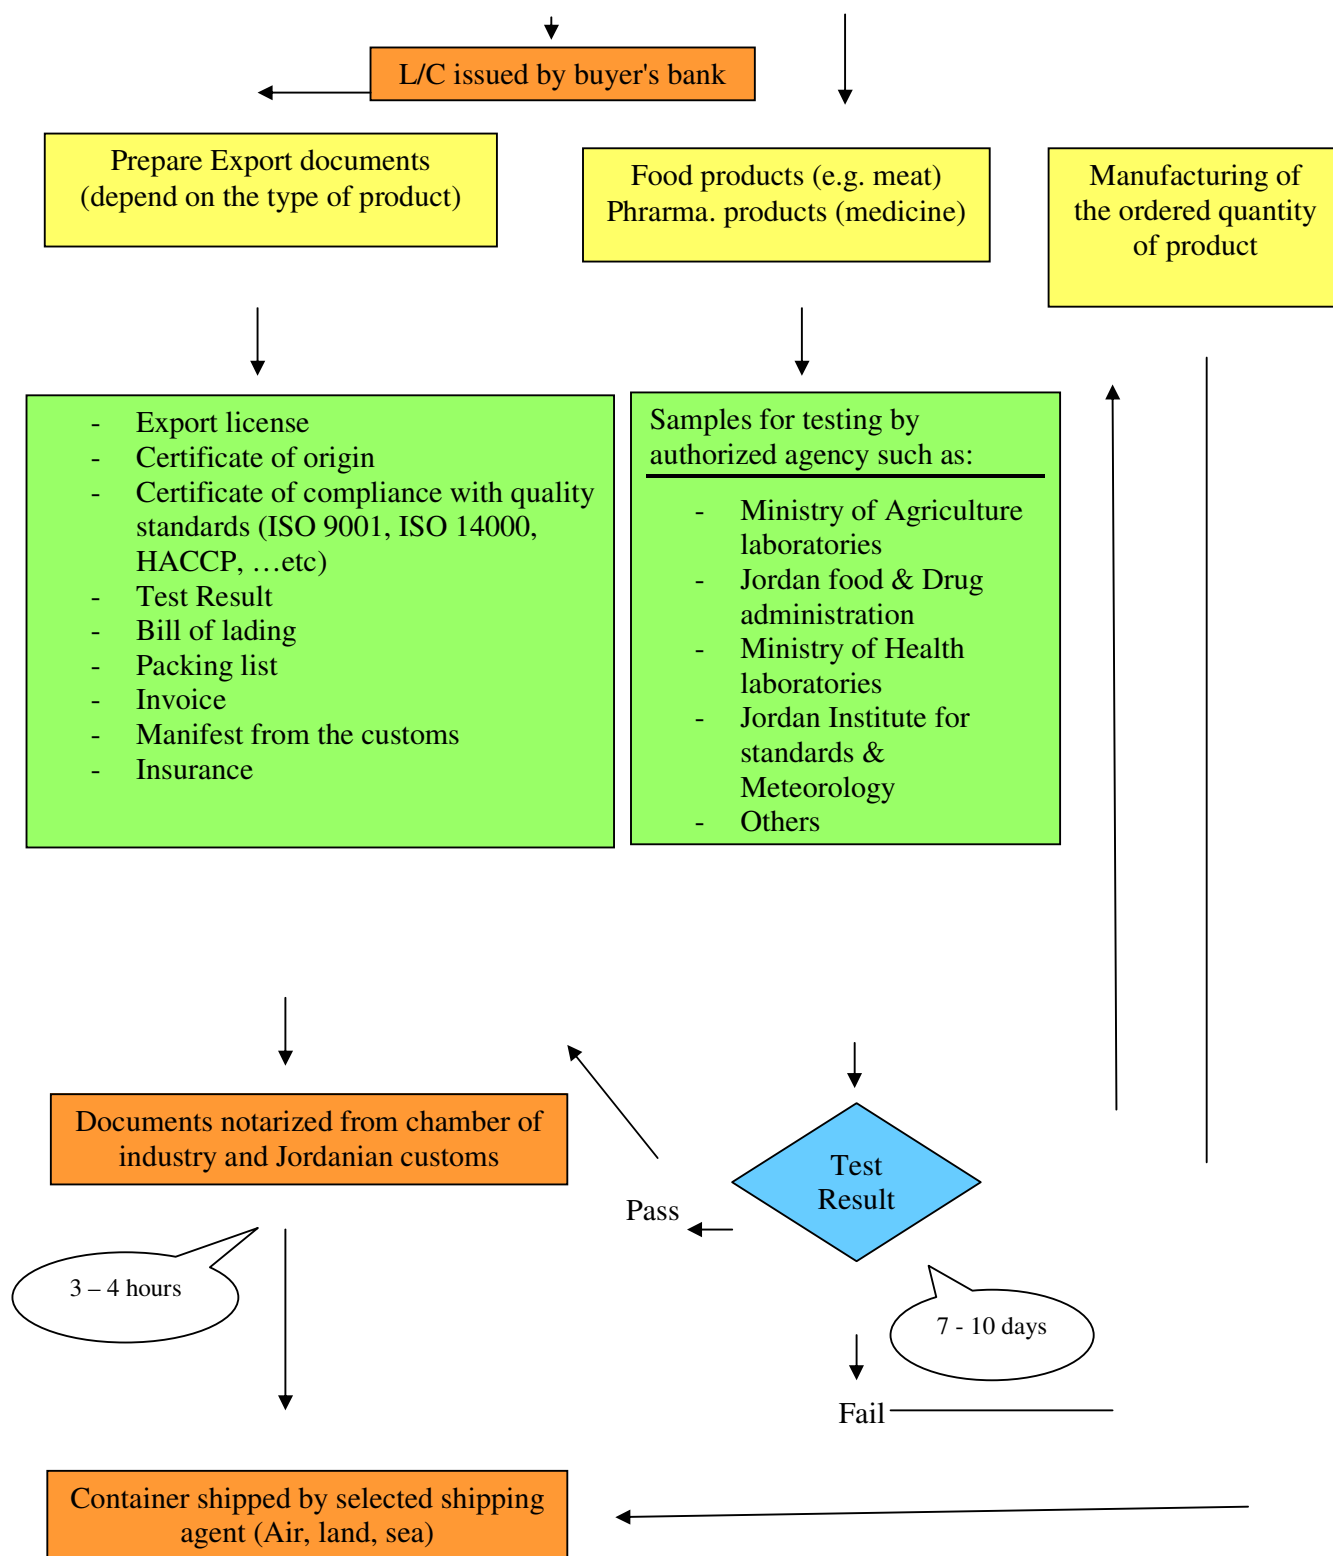 L/C issued by buyer's bank
Prepare Export documents
(depend on the type of product)
Food products (e.g. meat)
Phrarma. products (medicine)
Manufacturing of
the ordered quantity
of product
- Export license
- Certificate of origin
- Certificate of compliance with quality
standards (ISO 9001, ISO 14000,
HACCP, …etc)
- Test Result
- Bill of lading
- Packing list
- Invoice
- Manifest from the customs
- Insurance
Samples for testing by
authorized agency such as:
- Ministry of Agriculture
laboratories
- Jordan food & Drug
administration
- Ministry of Health
laboratories
- Jordan Institute for
standards &
Meteorology
- Others
Documents notarized from chamber of
industry and Jordanian customs
Test
Result
Pass
3 – 4 hours
7 - 10 days
Fail
Container shipped by selected shipping
agent (Air, land, sea)